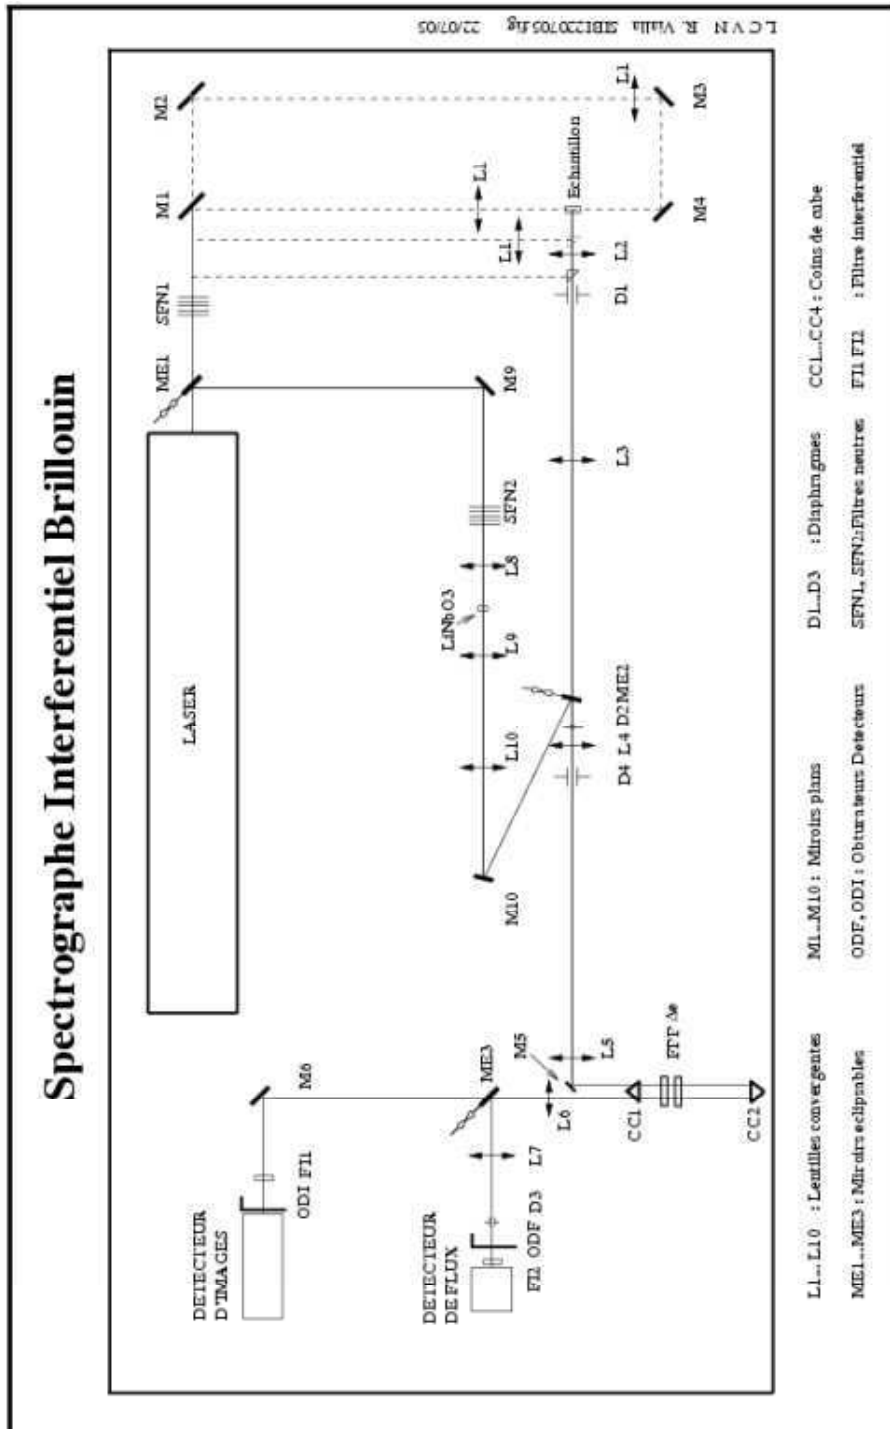 Spectrographe Interferentiel Brillouin
L C V N R. Vialla SIBI220705.fig 22/07/05
LASER
ME1
SFN1
M1
M2
L1
L1
L1
M3
M4
Echantillon
L2
D1
M9
SFN2
L8
LiNbO3
L9
L10
M10
L3
D2 ME2
L4
D4
M5
L5
L6
CC1
FPP Δe
CC2
ME3
L7
M6
ODI FI1
DETECTEUR
D'IMAGES
FI2 ODF D3
DETECTEUR
DE FLUX
L1...L10 : Lentilles convergentes
M1...M10 : Miroirs plans
D1...D3 : Diaphragmes
CC1...CC4 : Coins de cube
ME1...ME3 : Miroirs eclipsables
ODF, ODI : Obturateurs Detecteurs
SFN1, SFN2:Filtres neutres
FI1 FI2 : Filtre interferentiel